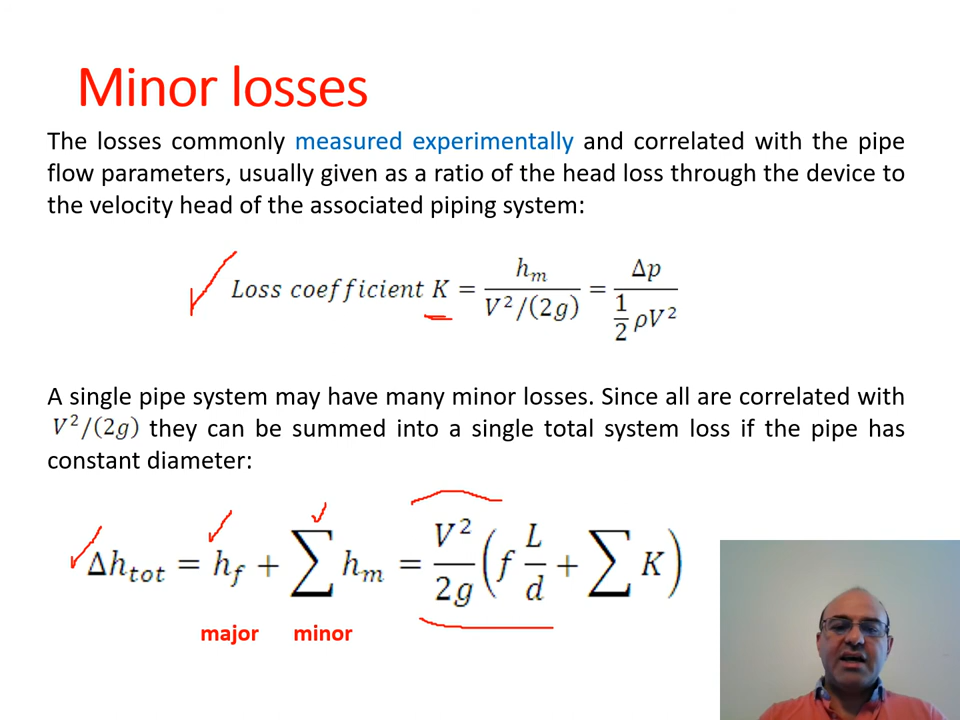 Minor losses
The losses commonly measured experimentally and correlated with the pipe
flow parameters, usually given as a ratio of the head loss through the device to
the velocity head of the associated piping system:
Loss coefficient K = h_m / (V²/(2g)) = Δp / (½ ρV²)
A single pipe system may have many minor losses. Since all are correlated with
V²/(2g) they can be summed into a single total system loss if the pipe has
constant diameter:
Δh_tot = h_f + ∑ h_m = V²/2g (f L/d + ∑ K)
major minor